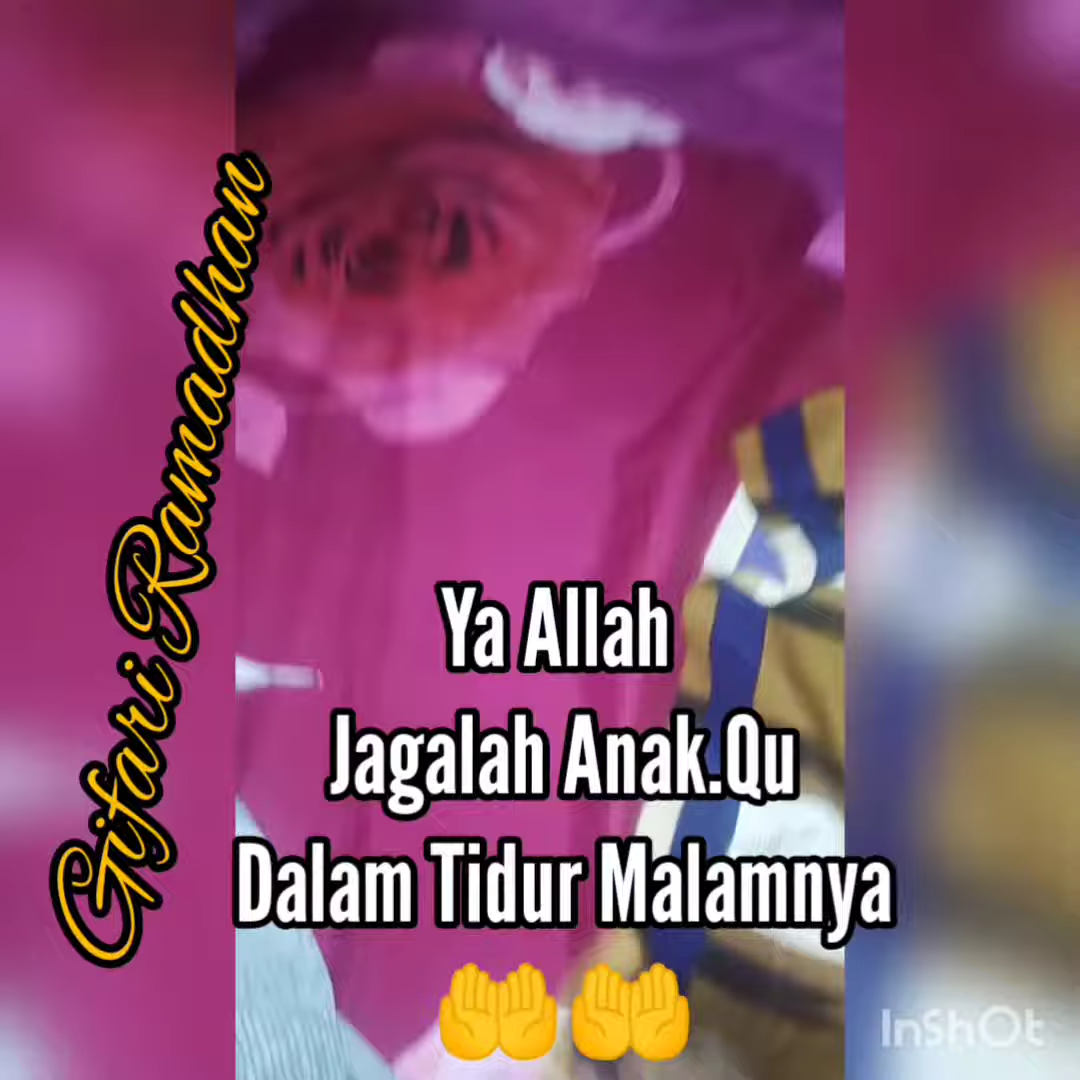 Gifari Ramadhan
Ya Allah
Jagalah Anak.Qu
Dalam Tidur Malamnya
InShOt